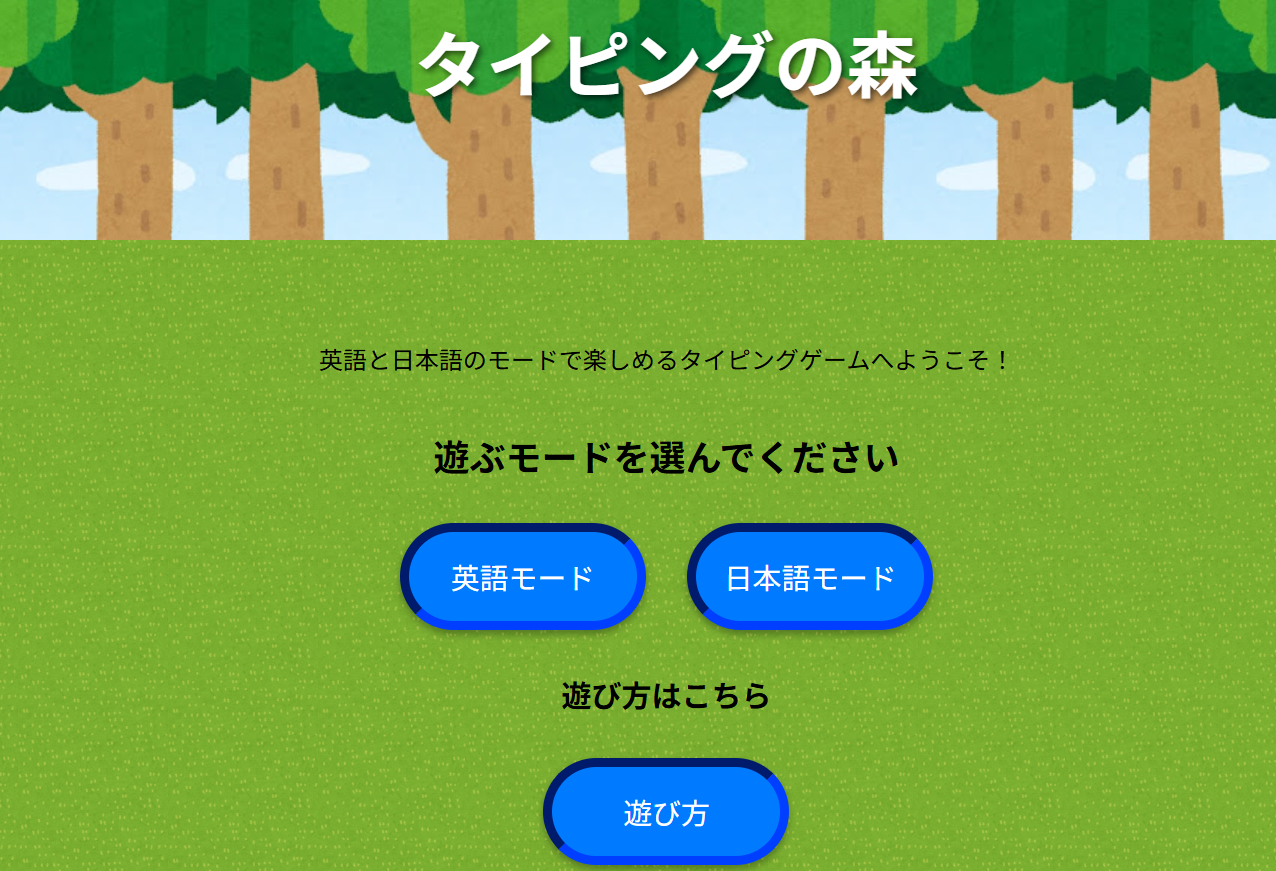 タイピングの森
英語と日本語のモードで楽しめるタイピングゲームへようこそ！
遊ぶモードを選んでください
英語モード
日本語モード
遊び方はこちら
遊び方